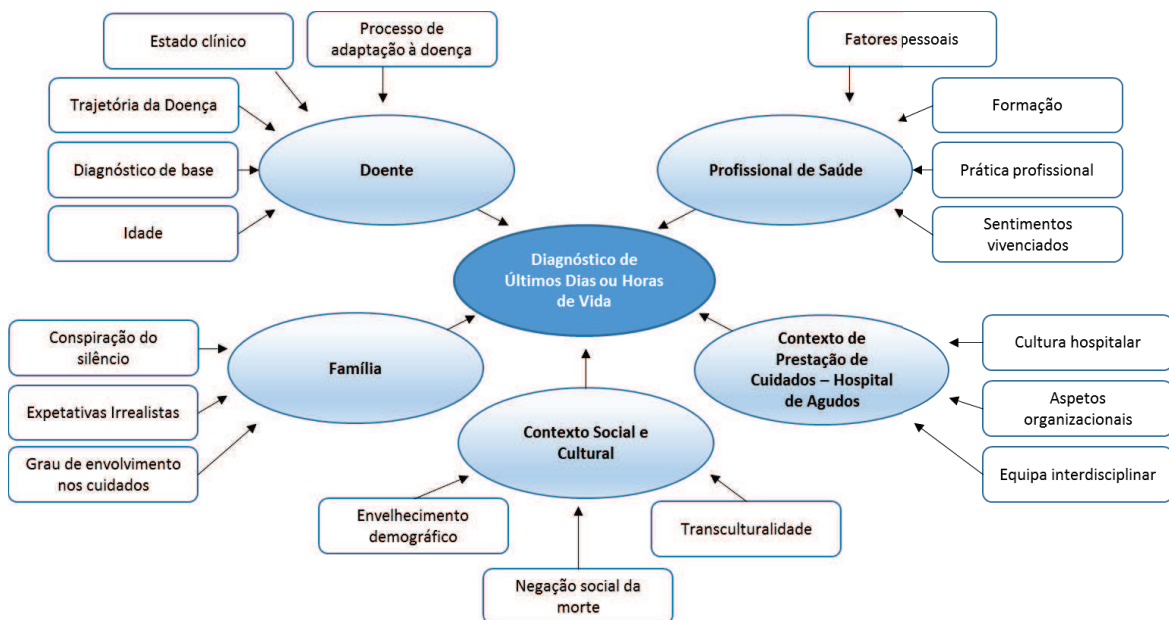 Estado clínico
Processo de
adaptação à doença
Trajetória da Doença
Diagnóstico de base
Idade
Doente
Fatores pessoais
Formação
Prática profissional
Sentimentos
vivenciados
Profissional de Saúde
Diagnóstico de
Últimos Dias ou Horas
de Vida
Conspiração do
silêncio
Expetativas Irrealistas
Grau de envolvimento
nos cuidados
Família
Contexto Social e
Cultural
Envelhecimento
demográfico
Negação social da
morte
Transculturalidade
Contexto de
Prestação de
Cuidados – Hospital
de Agudos
Cultura hospitalar
Aspetos
organizacionais
Equipa interdisciplinar